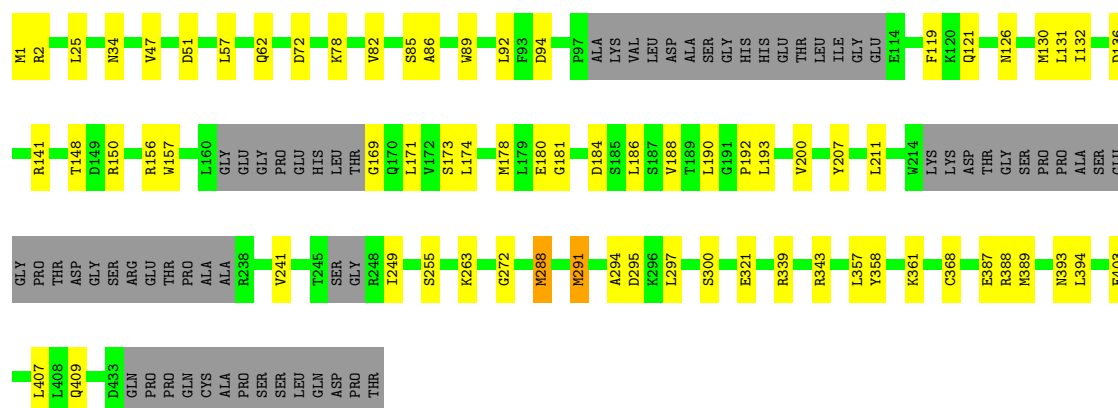 M1 R2 L25 N34 V47 D51 L57 Q62 D72 K78 V82 S85 A86 W89 L92 F93 D94 P97 ALA LYS VAL LEU ASP ALA SER GLY HIS HIS GLU THR LEU ILE GLY GLU E114 F119 K120 Q121 N126 M130 L131 I132 D136
R141 T148 D149 R150 R156 W157 L160 GLY GLU GLY PRO GLU HIS LEU THR G169 Q170 L171 V172 S173 L174 M178 L179 E180 G181 D184 S185 L186 S187 V188 T189 L190 G191 P192 L193 V200 Y207 L211 W214 LYS LYS ASP THR GLY SER PRO PRO ALA SER GLU
GLY PRO THR ASP GLY SER ARG GLU THR PRO ALA ALA R238 V241 T245 SER GLY R248 I249 S255 K263 G272 M288 M291 A294 D295 K296 L297 S300 E321 R339 R343 L357 Y358 K361 C368 E387 R388 M389 N393 L394 E403
L407 L408 Q409 D433 GLN PRO PRO GLN CYS ALA PRO SER SER LEU GLN ASP PRO THR